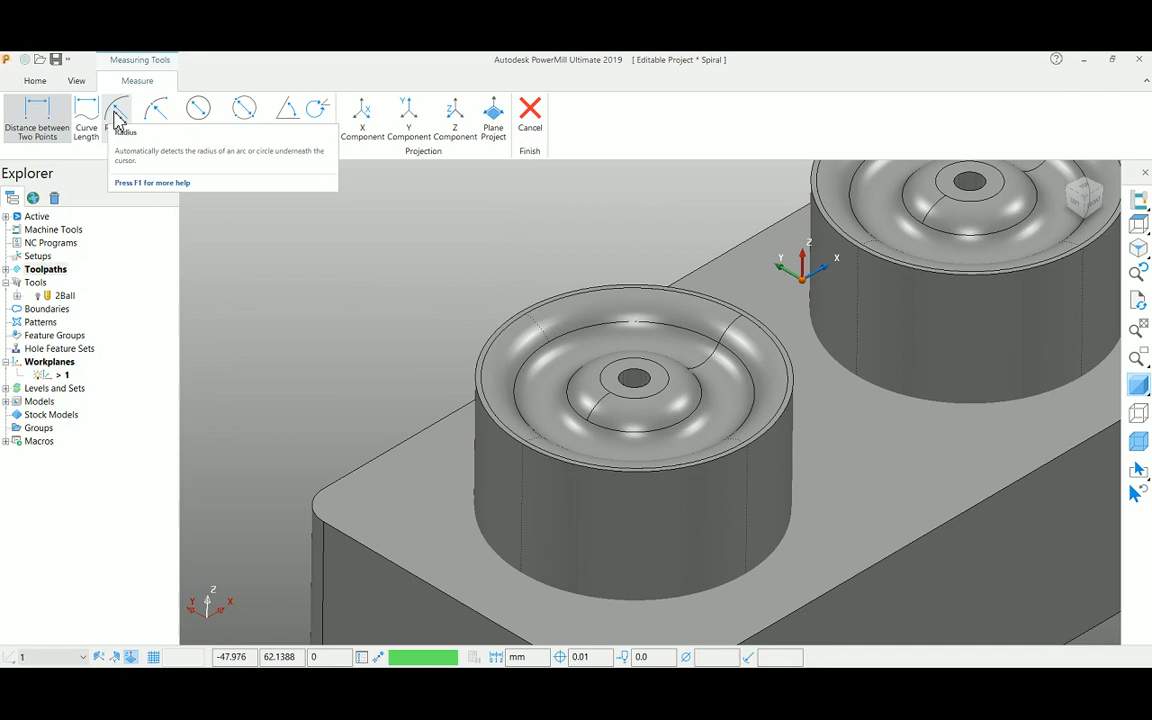 Measuring Tools
Autodesk PowerMill Ultimate 2019 [ Editable Project * Spiral ]
Home
View
Measure
Distance between
Two Points
Curve
Length
X
Component
Y
Component
Z
Component
Plane
Project
Cancel
Projection
Finish
Radius
Automatically detects the radius of an arc or circle underneath the
cursor.
Press F1 for more help
Explorer
Active
Machine Tools
NC Programs
Setups
Toolpaths
Tools
2Ball
Boundaries
Patterns
Feature Groups
Hole Feature Sets
Workplanes
> 1
Levels and Sets
Models
Stock Models
Groups
Macros
Z
Y
X
Z
Y
X
1
-47.976
62.1388
0
mm
0.01
0.0